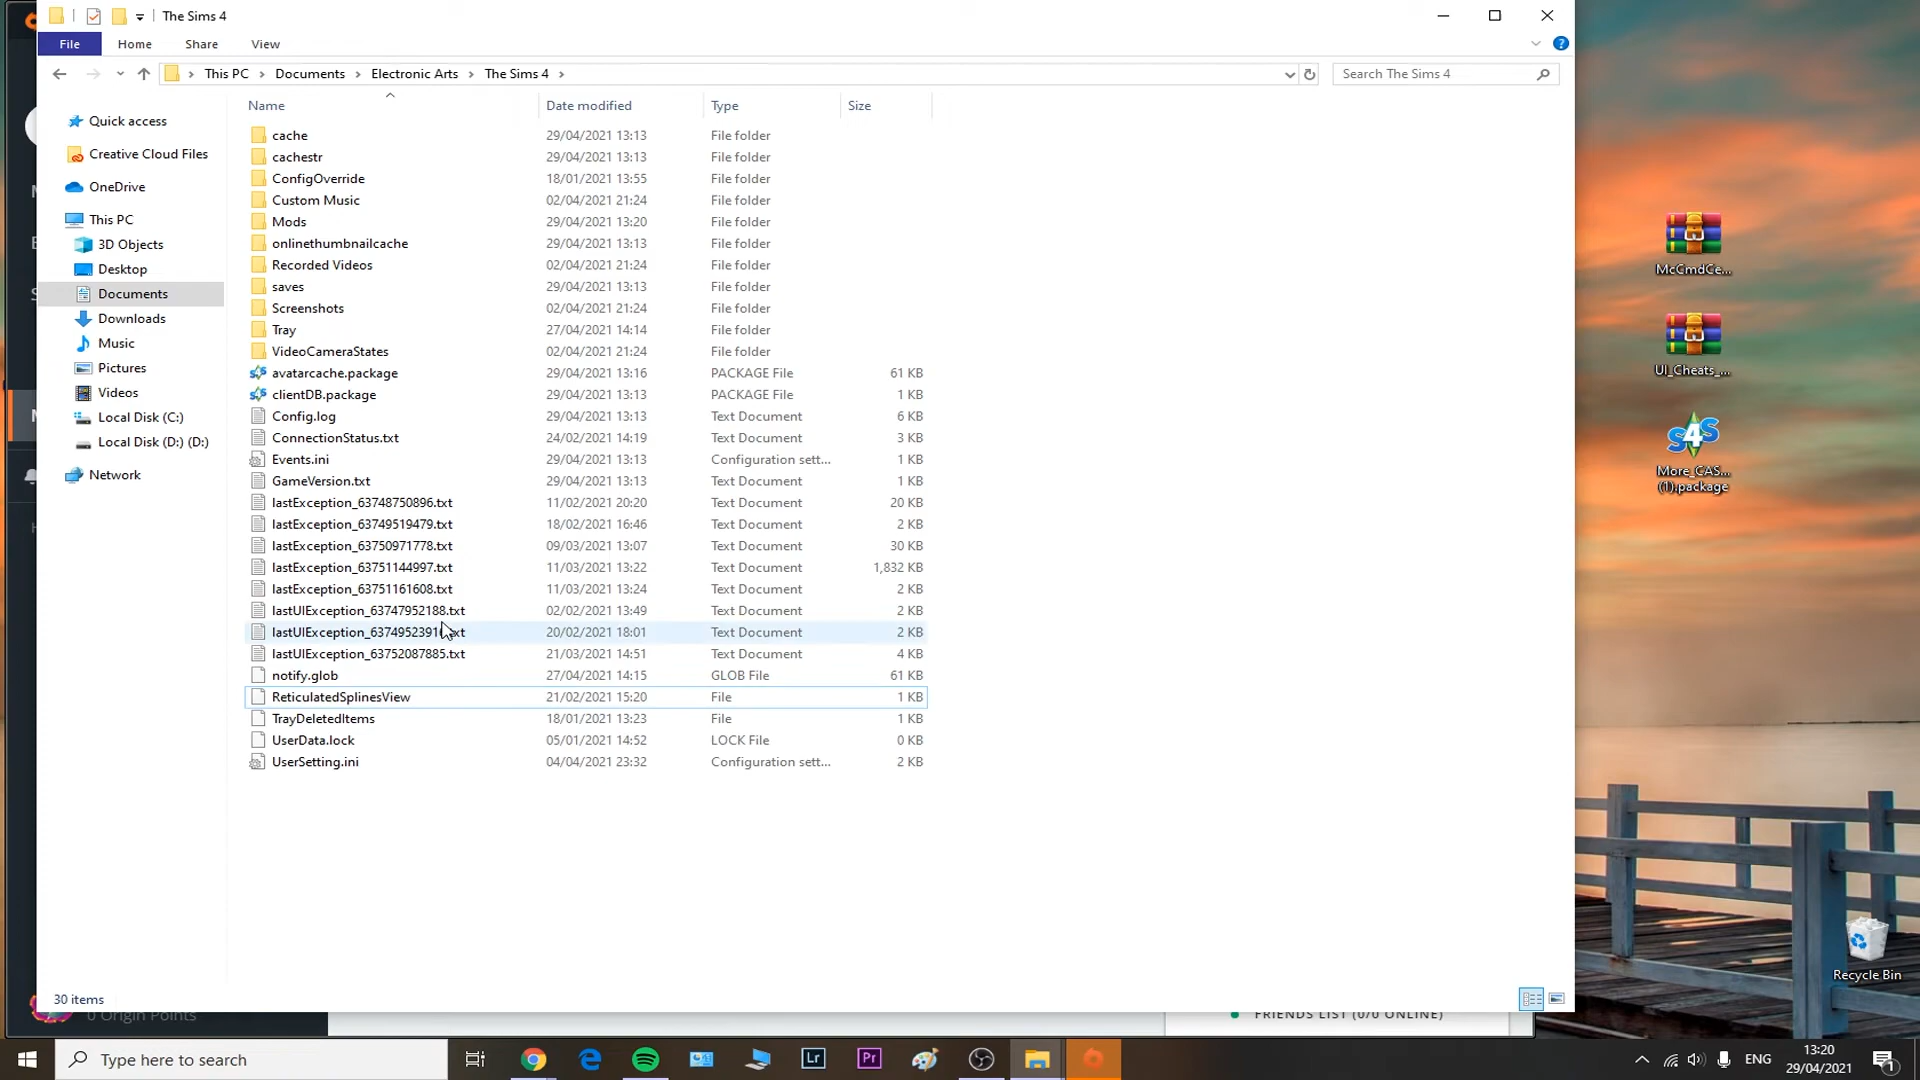 The Sims 4
File Home Share View
This PC Documents Electronic Arts The Sims 4
Search The Sims 4
Name Date modified Type Size
Quick access
Creative Cloud Files
OneDrive
This PC
3D Objects
Desktop
Documents
Downloads
Music
Pictures
Videos
Local Disk (C:)
Local Disk (D:) (D:)
Network
cache 29/04/2021 13:13 File folder
cachestr 29/04/2021 13:13 File folder
ConfigOverride 18/01/2021 13:55 File folder
Custom Music 02/04/2021 21:24 File folder
Mods 29/04/2021 13:20 File folder
onlinethumbnailcache 29/04/2021 13:13 File folder
Recorded Videos 02/04/2021 21:24 File folder
saves 29/04/2021 13:13 File folder
Screenshots 02/04/2021 21:24 File folder
Tray 27/04/2021 14:14 File folder
VideoCameraStates 02/04/2021 21:24 File folder
avatarcache.package 29/04/2021 13:16 PACKAGE File 61 KB
clientDB.package 29/04/2021 13:13 PACKAGE File 1 KB
Config.log 29/04/2021 13:13 Text Document 6 KB
ConnectionStatus.txt 24/02/2021 14:19 Text Document 3 KB
Events.ini 29/04/2021 13:13 Configuration sett... 1 KB
GameVersion.txt 29/04/2021 13:13 Text Document 1 KB
lastException_63748750896.txt 11/02/2021 20:20 Text Document 20 KB
lastException_63749519479.txt 18/02/2021 16:46 Text Document 2 KB
lastException_63750971778.txt 09/03/2021 13:07 Text Document 30 KB
lastException_63751144997.txt 11/03/2021 13:22 Text Document 1,832 KB
lastException_63751161608.txt 11/03/2021 13:24 Text Document 2 KB
lastUIException_63747952188.txt 02/02/2021 13:49 Text Document 2 KB
20/02/2021 18:01 Text Document 2 KB
lastUIException_63752087885.txt 21/03/2021 14:51 Text Document 4 KB
notify.glob 27/04/2021 14:15 GLOB File 61 KB
ReticulatedSplinesView 21/02/2021 15:20 File 1 KB
TrayDeletedItems 18/01/2021 13:23 File 1 KB
UserData.lock 05/01/2021 14:52 LOCK File 0 KB
UserSetting.ini 04/04/2021 23:32 Configuration sett... 2 KB
30 items
McCmdCe...
UI_Cheats_...
S4S
More_CAS...
(1).package
Recycle Bin
0 Origin Points
FRIENDS LIST (0/0 ONLINE)
Type here to search
Lr
Pr
ENG
13:20
29/04/2021
1